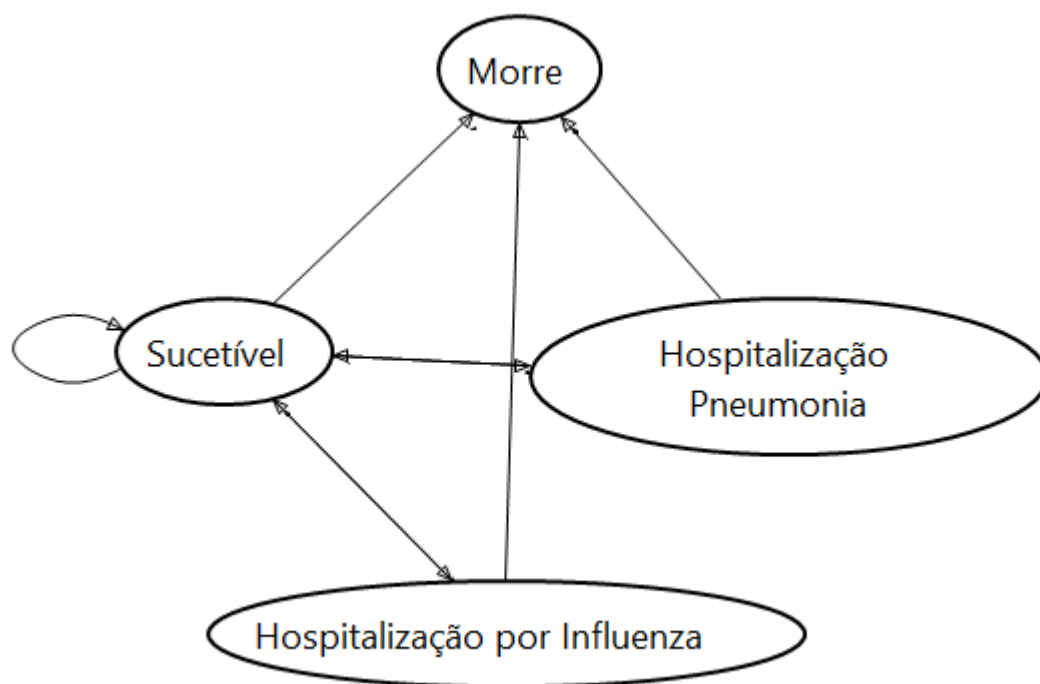 Morre
Sucetível
Hospitalização
Pneumonia
Hospitalização por Influenza